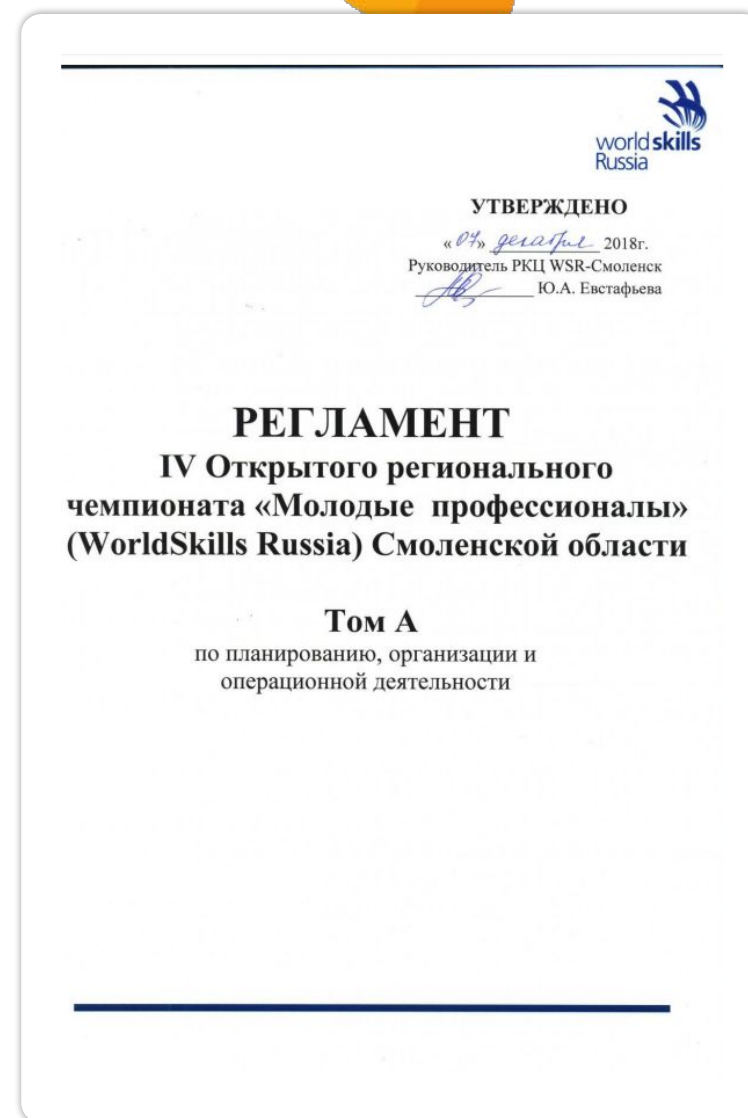 world skills
Russia
УТВЕРЖДЕНО
«07» декабря 2018г.
Руководитель РКЦ WSR-Смоленск
Ю.А. Евстафьева
РЕГЛАМЕНТ
IV Открытого регионального
чемпионата «Молодые профессионалы»
(WorldSkills Russia) Смоленской области
Том А
по планированию, организации и
операционной деятельности